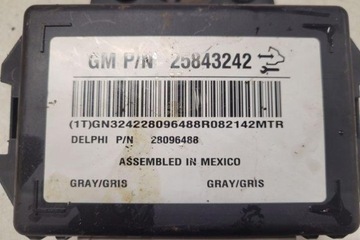 GM P/N 25843242
(1T)GN324228096488R082142MTR
DELPHI P/N 28096488
ASSEMBLED IN MEXICO
GRAY/GRIS GRAY/GRIS